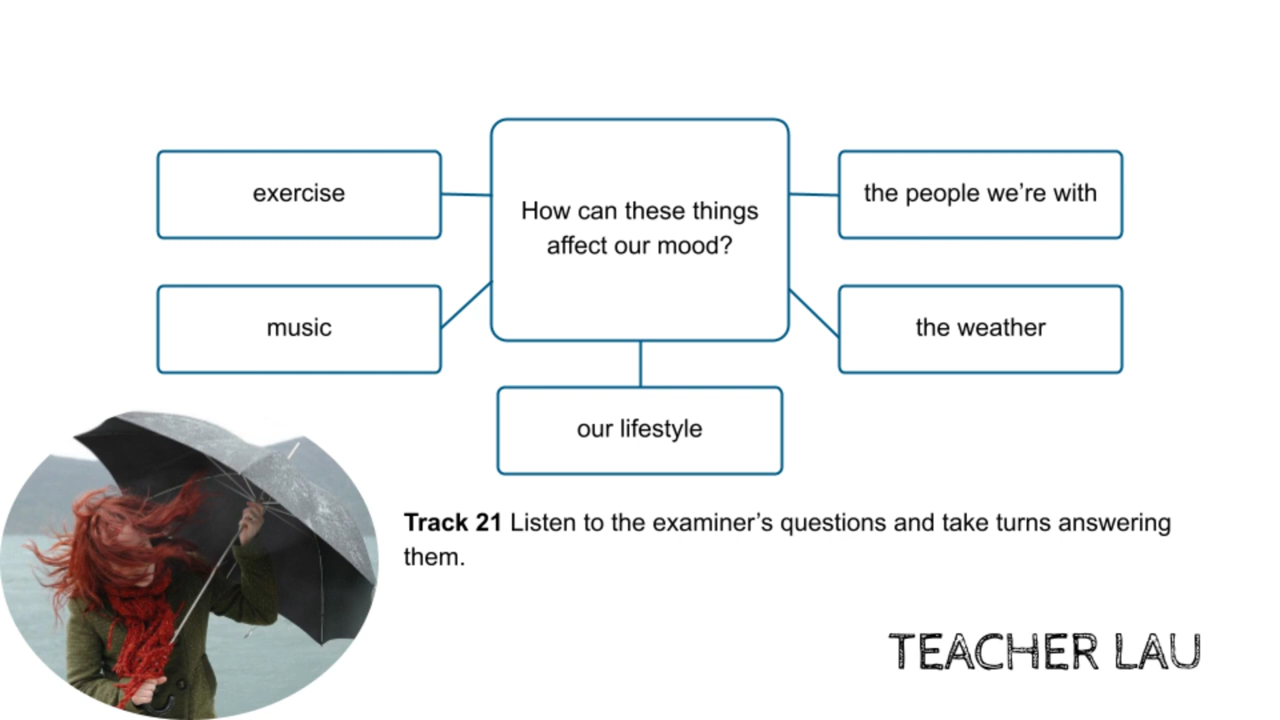 exercise
How can these things
affect our mood?
the people we’re with
music
the weather
our lifestyle
Track 21 Listen to the examiner’s questions and take turns answering
them.
TEACHER LAU